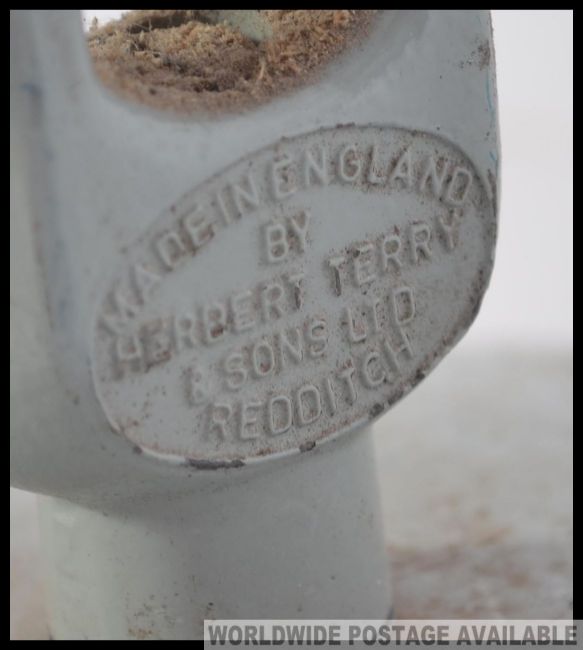 MADE IN ENGLAND
BY
HERBERT TERRY
& SONS LTD
REDDITCH
WORLDWIDE POSTAGE AVAILABLE